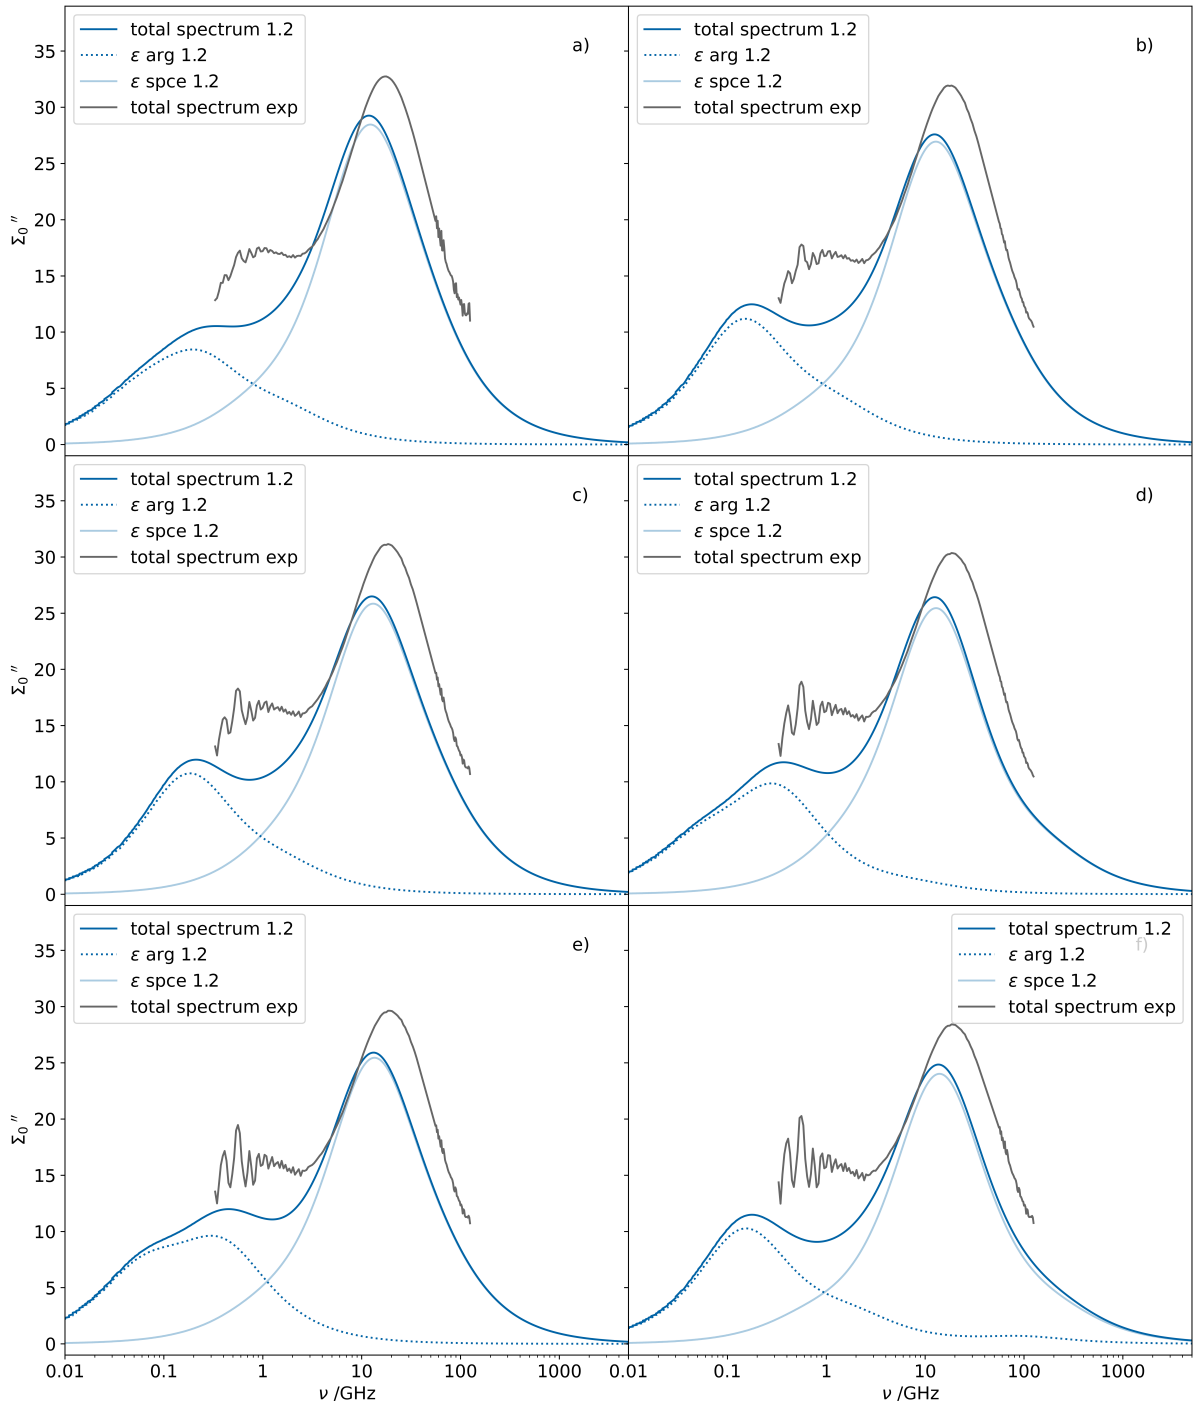 total spectrum 1.2
ε arg 1.2
ε spce 1.2
total spectrum exp
a)
35
30
25
20
15
10
5
0
Σ0″
total spectrum 1.2
ε arg 1.2
ε spce 1.2
total spectrum exp
b)
total spectrum 1.2
ε arg 1.2
ε spce 1.2
total spectrum exp
c)
35
30
25
20
15
10
5
0
Σ0″
total spectrum 1.2
ε arg 1.2
ε spce 1.2
total spectrum exp
d)
total spectrum 1.2
ε arg 1.2
ε spce 1.2
total spectrum exp
e)
35
30
25
20
15
10
5
0
Σ0″
0.01 0.1 1 10 100 1000
ν /GHz
total spectrum 1.2
ε arg 1.2
ε spce 1.2
total spectrum exp
f)
0.01 0.1 1 10 100 1000
ν /GHz